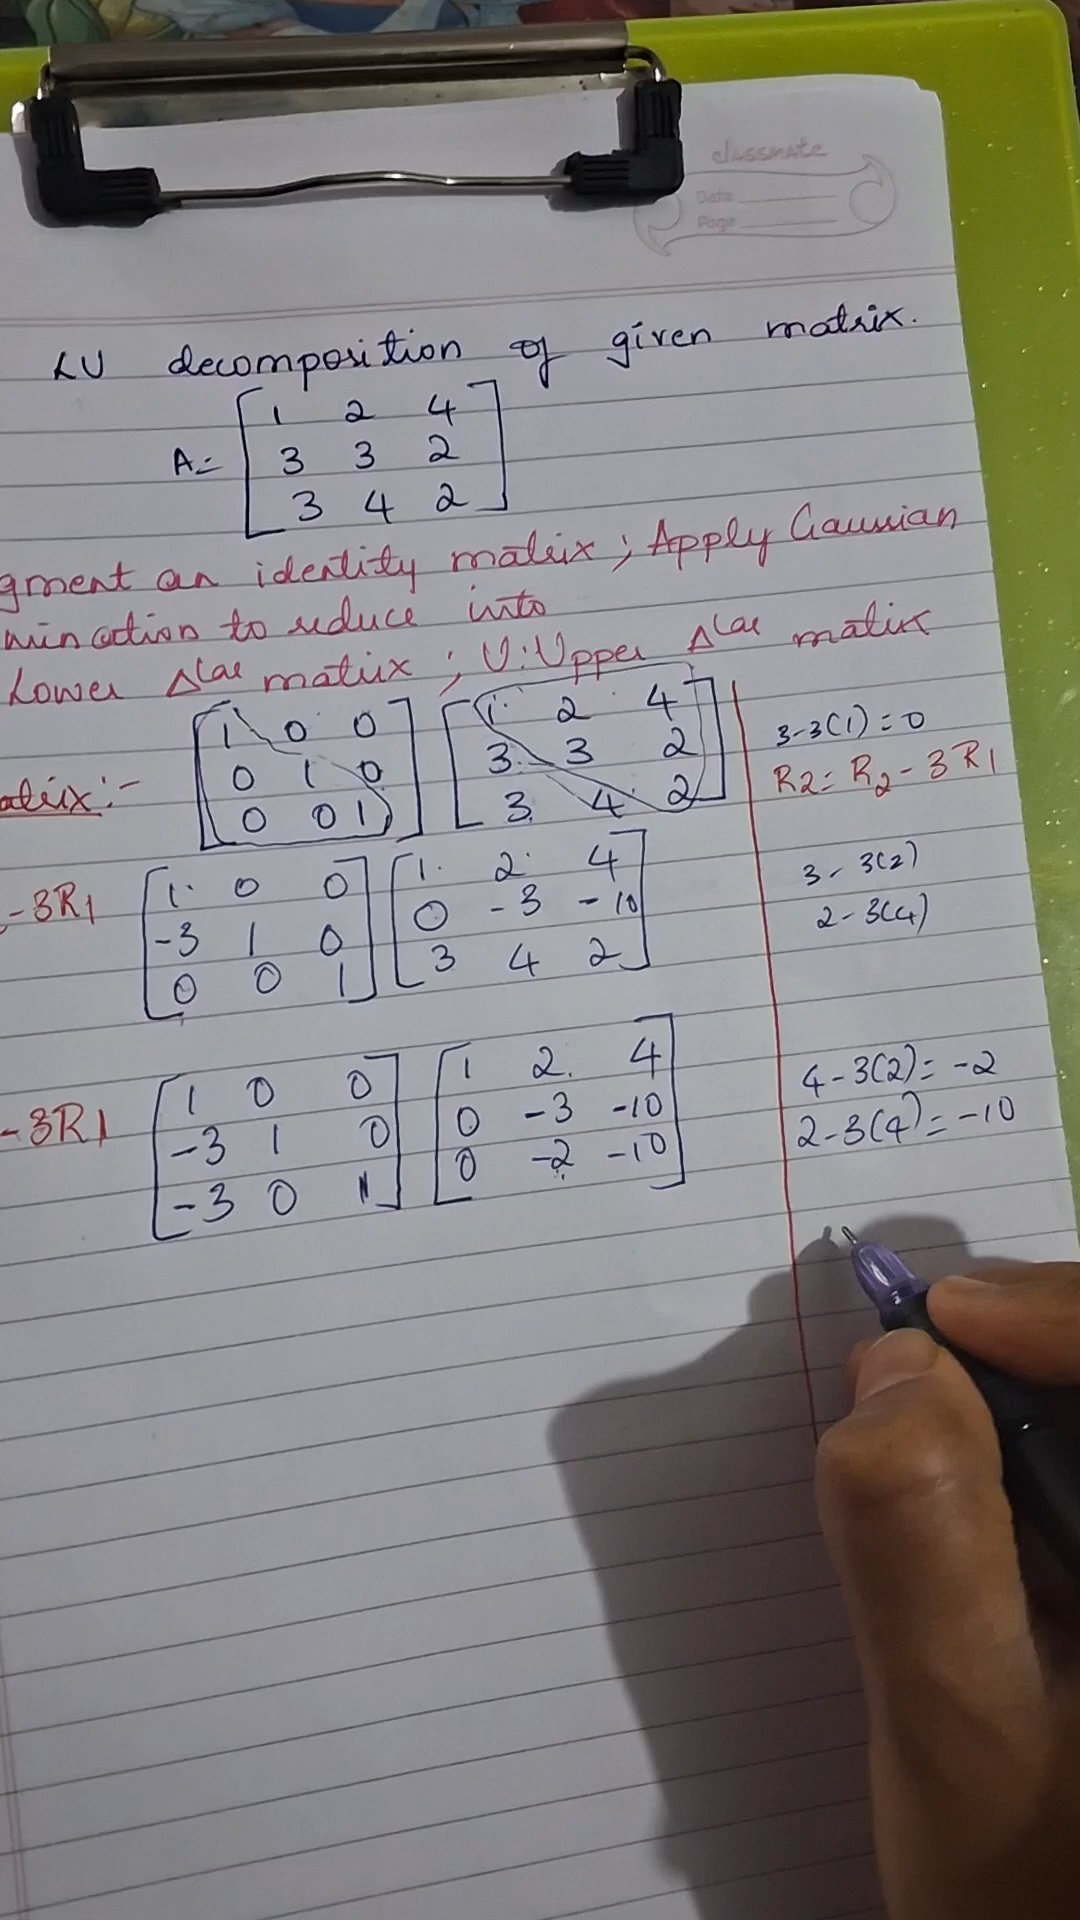 classmate
Date
Page
LU decomposition of given matrix.
1 2 4
A= 3 3 2
3 4 2
gment an identity matrix ; Apply Gaussian
mination to reduce into
Lower Δlar matrix ; U: Upper Δlar matrix
1 0 0 1 2 4 3-3(1) = 0
atrix:- 0 1 0 3 3 2 R2= R2 - 3R1
0 0 1 3 4 2
1 0 0 1 2 4 3 - 3(2)
-3R1 -3 1 0 0 -3 -10 2 - 3(4)
0 0 1 3 4 2
1 0 0 1 2 4 4 - 3(2) = -2
-3R1 -3 1 0 0 -3 -10 2 - 3(4) = -10
-3 0 1 0 -2 -10